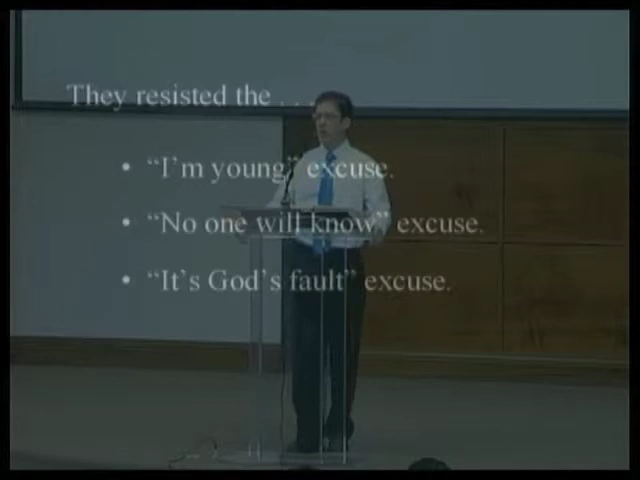 They resisted the . . .
• “I’m young” excuse.
• “No one will know” excuse.
• “It’s God’s fault” excuse.